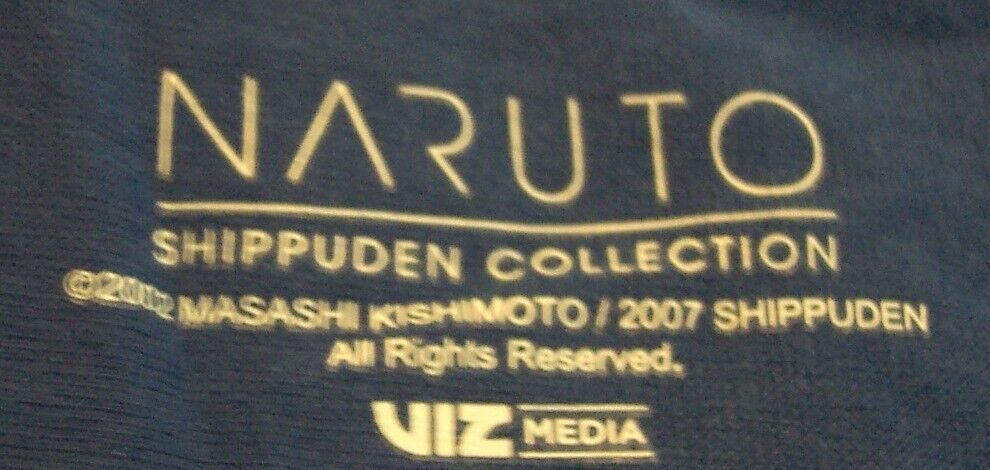 NARUTO
SHIPPUDEN COLLECTION
©2002 MASASHI KISHIMOTO / 2007 SHIPPUDEN
All Rights Reserved.
VIZ MEDIA